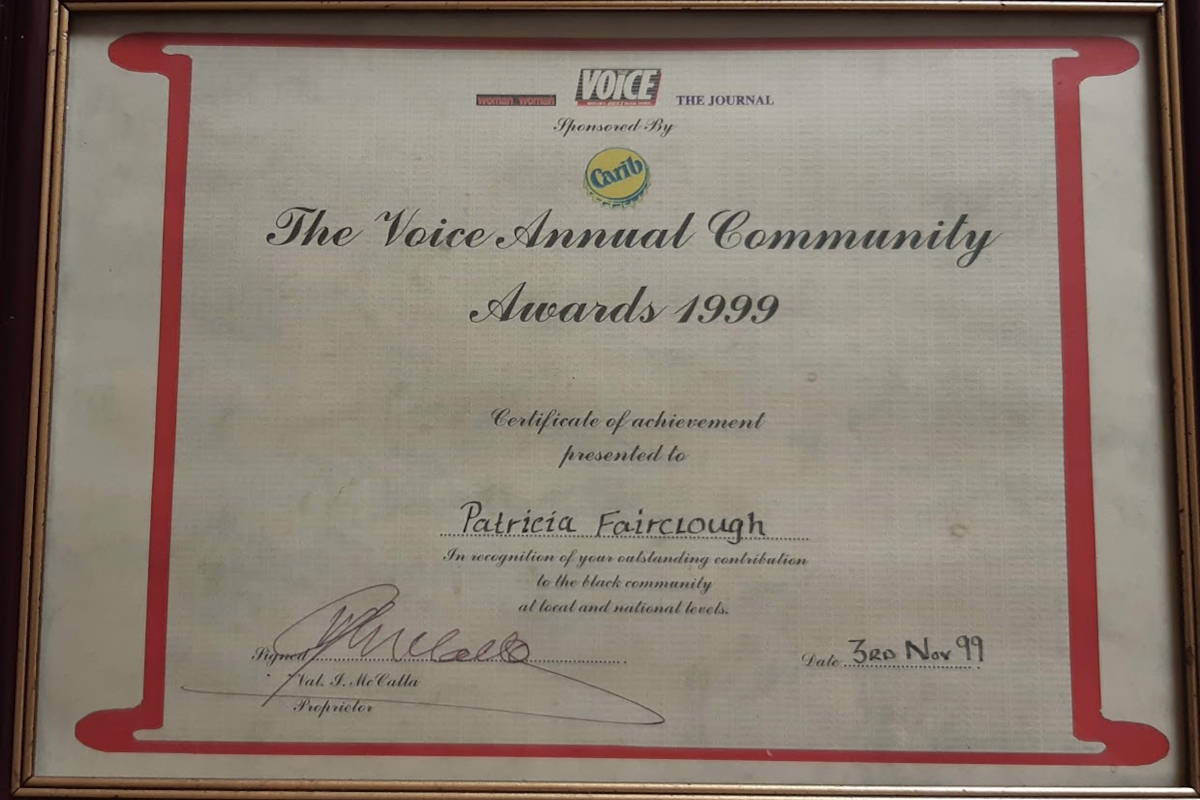 woman woman VOICE THE JOURNAL
Sponsored By
Carib
The Voice Annual Community
Awards 1999
Certificate of achievement
presented to
Patricia Fairclough
In recognition of your outstanding contribution
to the black community
at local and national levels.
Signed
Date 3RD Nov 99
Val. I. McCalla
Proprietor